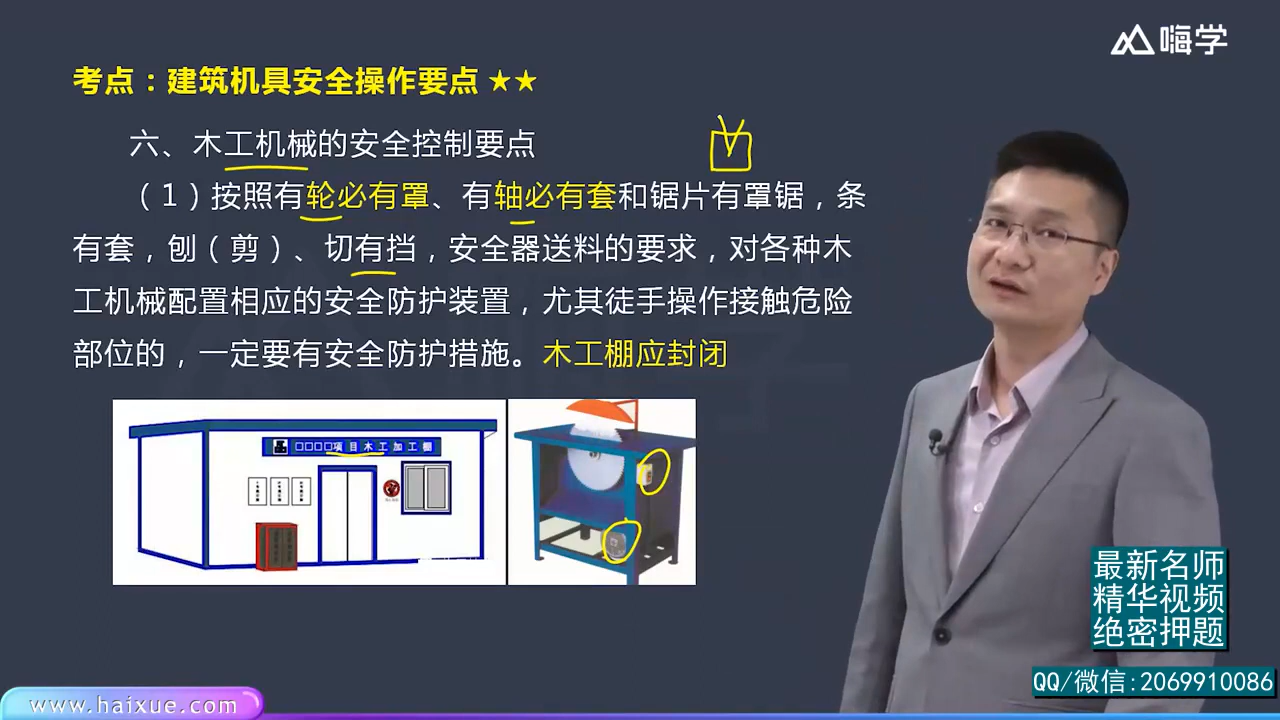 嗨学
考点：建筑机具安全操作要点 ★★
六、木工机械的安全控制要点
（1）按照有轮必有罩、有轴必有套和锯片有罩锯，条
有套，刨（剪）、切有挡，安全器送料的要求，对各种木
工机械配置相应的安全防护装置，尤其徒手操作接触危险
部位的，一定要有安全防护措施。木工棚应封闭
□□□□项目木工加工棚
最新名师
精华视频
绝密押题
QQ/微信:2069910086
www.haixue.com